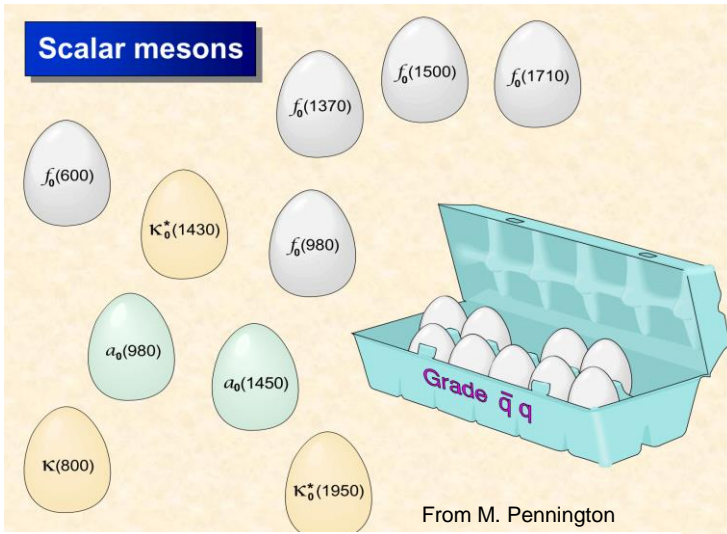 Scalar mesons
f₀(1500)
f₀(1710)
f₀(1370)
f₀(600)
κ₀*(1430)
f₀(980)
a₀(980)
a₀(1450)
Grade q̄ q
κ(800)
κ₀*(1950)
From M. Pennington